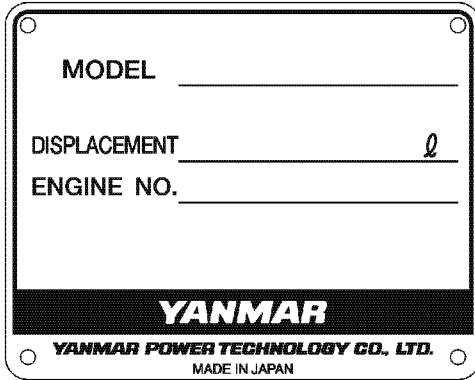 MODEL
DISPLACEMENT ℓ
ENGINE NO.
YANMAR
YANMAR POWER TECHNOLOGY CO., LTD.
MADE IN JAPAN